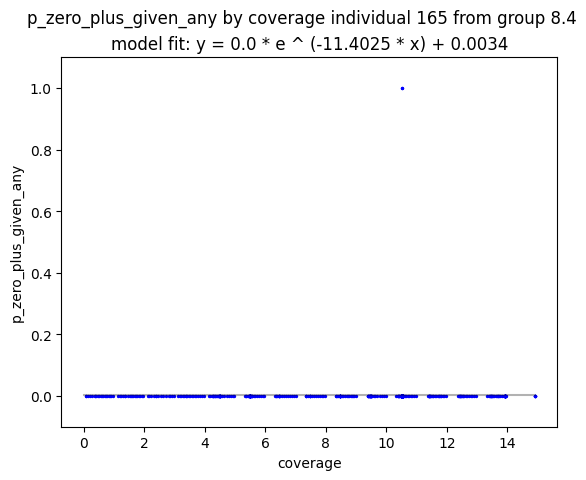 p_zero_plus_given_any by coverage individual 165 from group 8.4
model fit: y = 0.0 * e ^ (-11.4025 * x) + 0.0034
1.0
0.8
0.6
0.4
0.2
0.0
p_zero_plus_given_any
0 2 4 6 8 10 12 14
coverage